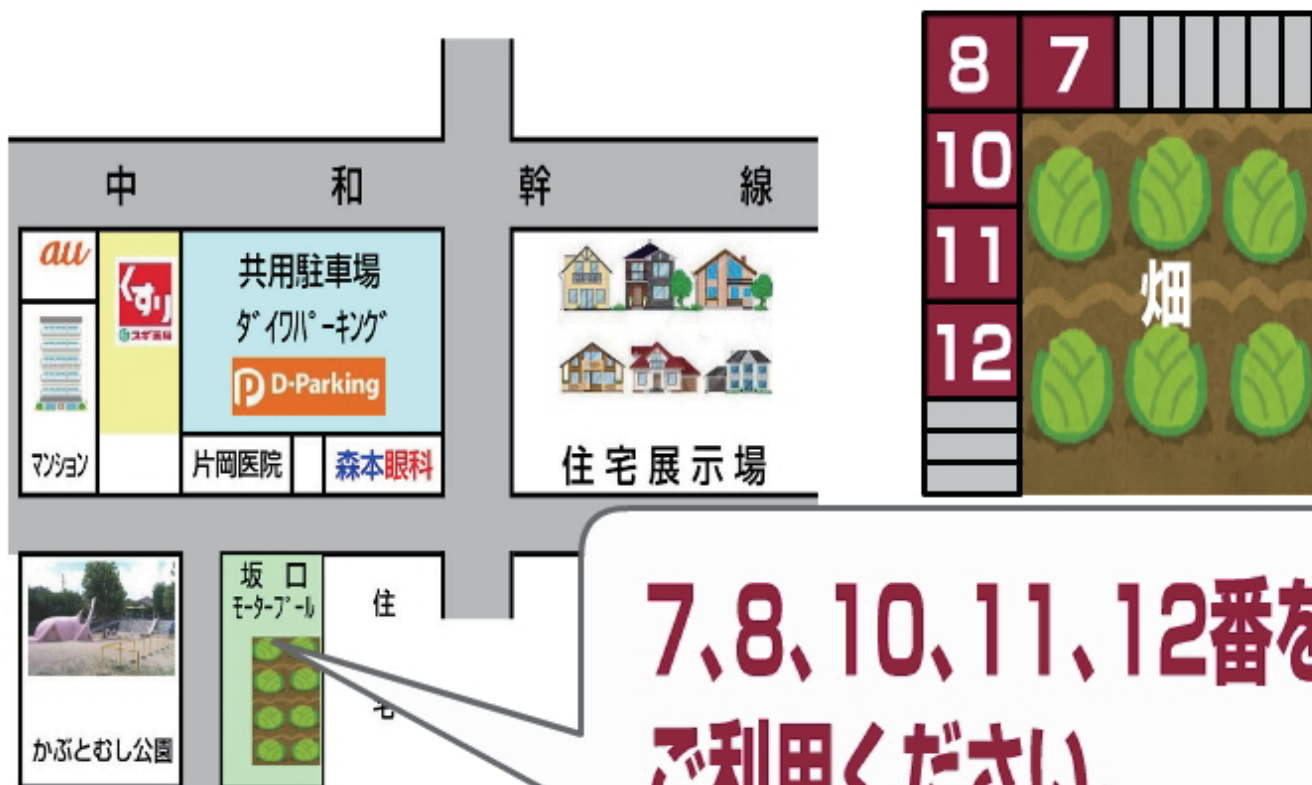 中和幹線
au
くすり
スギ薬局
共用駐車場
ダイワパーキング
D-Parking
マンション
片岡医院
森本眼科
住宅展示場
坂口
モータープール
住宅
かぶとむし公園
8 7
10
11
12
畑
7、8、10、11、12番を
ご利用ください